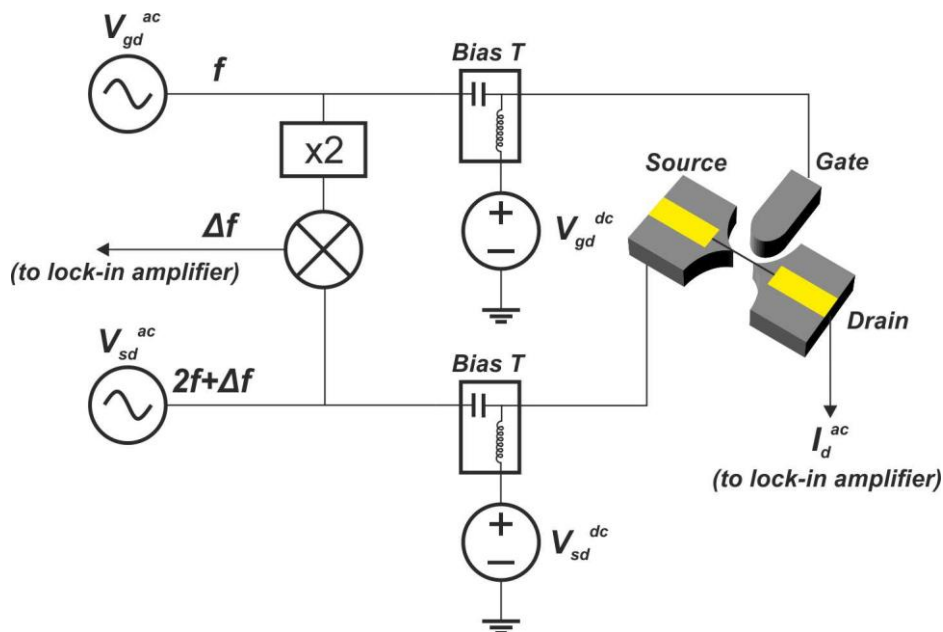 V_gd^ac
f
Bias T
x2
Source
Gate
Δf
(to lock-in amplifier)
+
−
V_gd^dc
Drain
V_sd^ac
2f+Δf
Bias T
I_d^ac
(to lock-in amplifier)
+
−
V_sd^dc